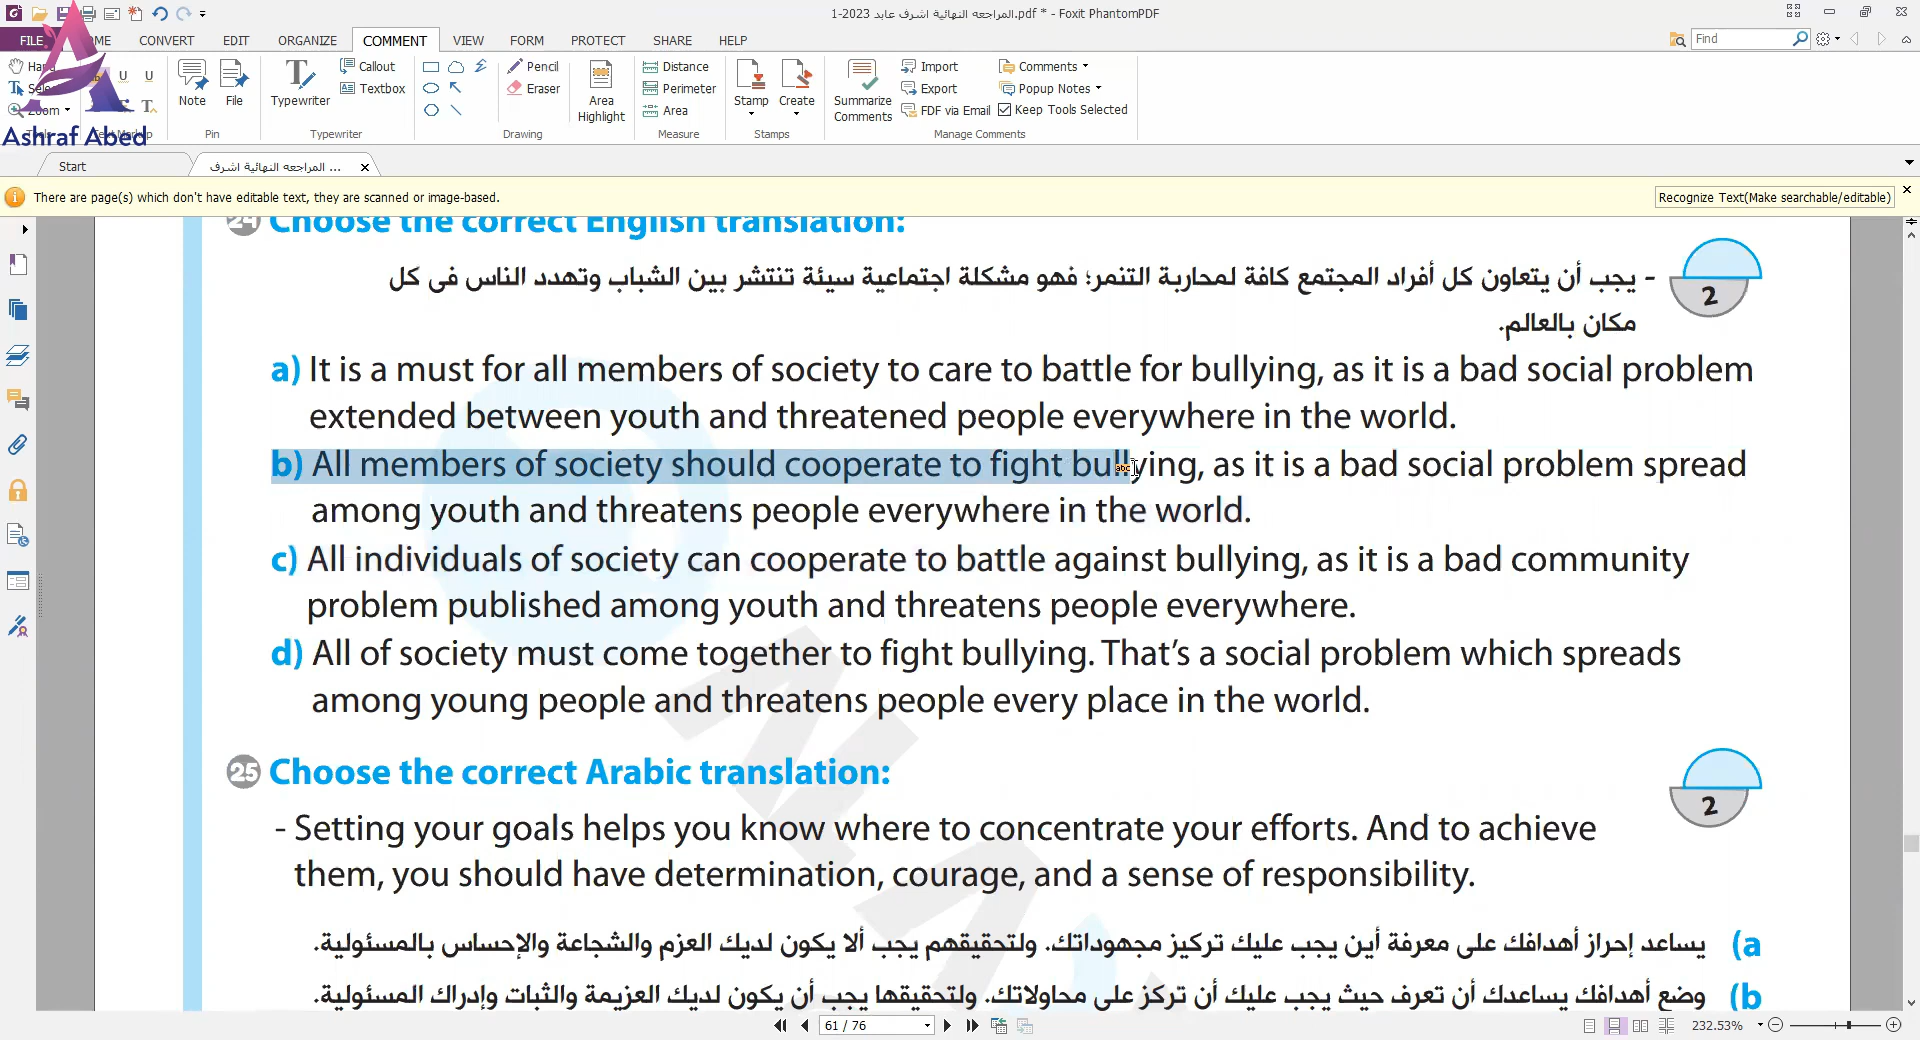 المراجعه النهائية اشرف عابد 2023-1.pdf * - Foxit PhantomPDF
FILE CONVERT EDIT ORGANIZE COMMENT VIEW FORM PROTECT SHARE HELP
Find
Note File Typewriter Callout Textbox Pencil Eraser Area Highlight Distance Perimeter Area Stamp Create Summarize Comments Import Export FDF via Email Comments Popup Notes Keep Tools Selected
Zoom
Ashraf Abed
Pin Typewriter Drawing Measure Stamps Manage Comments
Start المراجعه النهائية اشرف ...
There are page(s) which don't have editable text, they are scanned or image-based. Recognize Text(Make searchable/editable)
24 Choose the correct English translation:
2
- يجب أن يتعاون كل أفراد المجتمع كافة لمحاربة التنمر؛ فهو مشكلة اجتماعية سيئة تنتشر بين الشباب وتهدد الناس فى كل
مكان بالعالم.
a) It is a must for all members of society to care to battle for bullying, as it is a bad social problem
extended between youth and threatened people everywhere in the world.
b) All members of society should cooperate to fight bullying, as it is a bad social problem spread
among youth and threatens people everywhere in the world.
c) All individuals of society can cooperate to battle against bullying, as it is a bad community
problem published among youth and threatens people everywhere.
d) All of society must come together to fight bullying. That's a social problem which spreads
among young people and threatens people every place in the world.
25 Choose the correct Arabic translation:
2
- Setting your goals helps you know where to concentrate your efforts. And to achieve
them, you should have determination, courage, and a sense of responsibility.
a) يساعد إحراز أهدافك على معرفة أين يجب عليك تركيز مجهوداتك. ولتحقيقهم يجب ألا يكون لديك العزم والشجاعة والإحساس بالمسئولية.
b) وضع أهدافك يساعدك أن تعرف حيث يجب عليك أن تركز على محاولاتك. ولتحقيقها يجب أن يكون لديك العزيمة والثبات وإدراك المسئولية.
61 / 76
232.53%